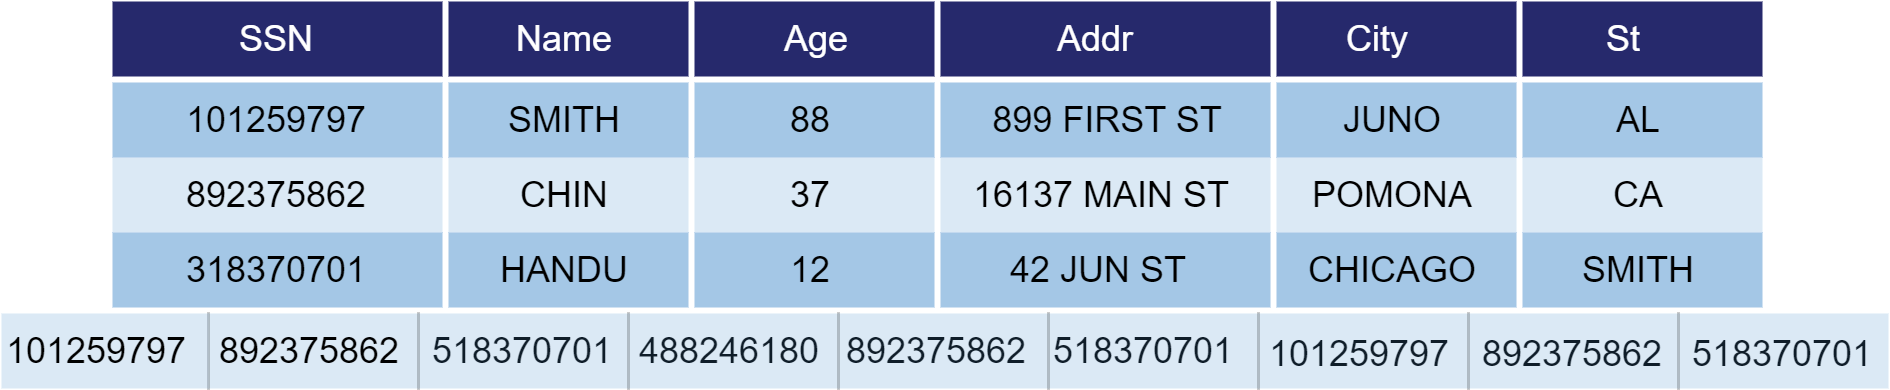 SSN Name Age Addr City St
101259797 SMITH 88 899 FIRST ST JUNO AL
892375862 CHIN 37 16137 MAIN ST POMONA CA
318370701 HANDU 12 42 JUN ST CHICAGO SMITH
101259797 892375862 518370701 488246180 892375862 518370701 101259797 892375862 518370701